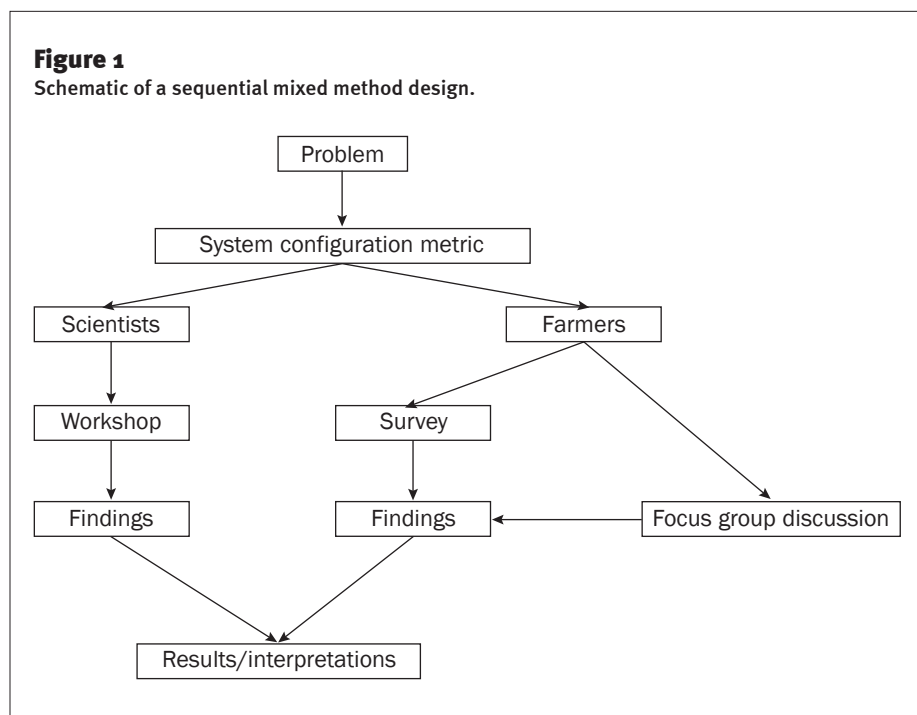 Figure 1
Schematic of a sequential mixed method design.
Problem
System configuration metric
Scientists
Farmers
Workshop
Survey
Findings
Findings
Focus group discussion
Results/interpretations